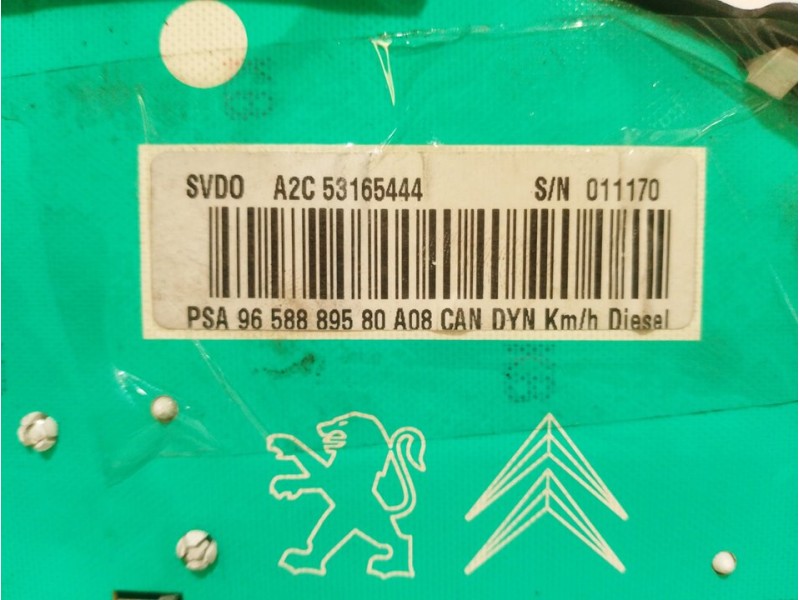 SVDO A2C 53165444 S/N 011170
PSA 96 588 895 80 A08 CAN DYN Km/h Diesel